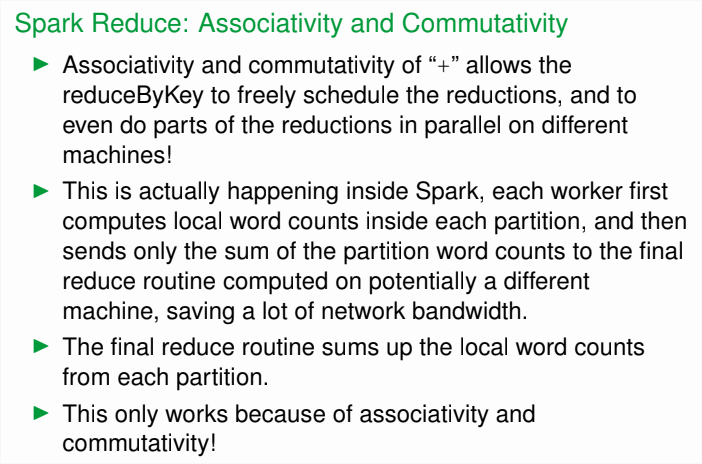 Spark Reduce: Associativity and Commutativity
Associativity and commutativity of “+” allows the
reduceByKey to freely schedule the reductions, and to
even do parts of the reductions in parallel on different
machines!
This is actually happening inside Spark, each worker first
computes local word counts inside each partition, and then
sends only the sum of the partition word counts to the final
reduce routine computed on potentially a different
machine, saving a lot of network bandwidth.
The final reduce routine sums up the local word counts
from each partition.
This only works because of associativity and
commutativity!